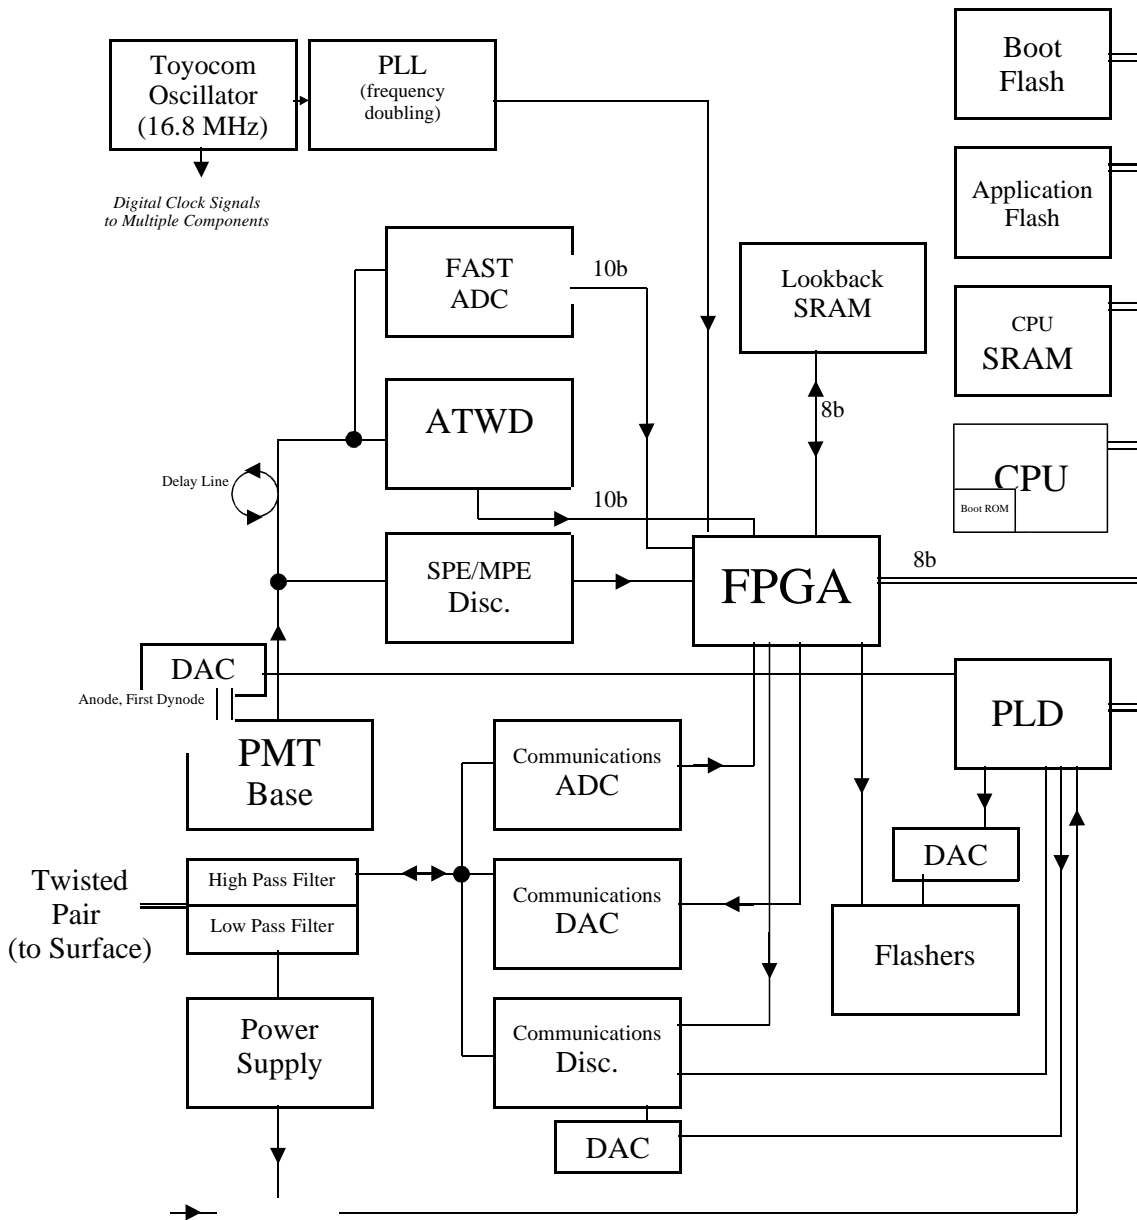 Toyocom
Oscillator
(16.8 MHz)
PLL
(frequency
doubling)
Boot
Flash
Digital Clock Signals
to Multiple Components
Application
Flash
FAST
ADC
10b
Lookback
SRAM
CPU
SRAM
ATWD
8b
CPU
Boot ROM
Delay Line
10b
SPE/MPE
Disc.
FPGA
8b
DAC
Anode, First Dynode
PMT
Base
PLD
Communications
ADC
DAC
Twisted
Pair
(to Surface)
High Pass Filter
Low Pass Filter
Communications
DAC
Flashers
Power
Supply
Communications
Disc.
DAC